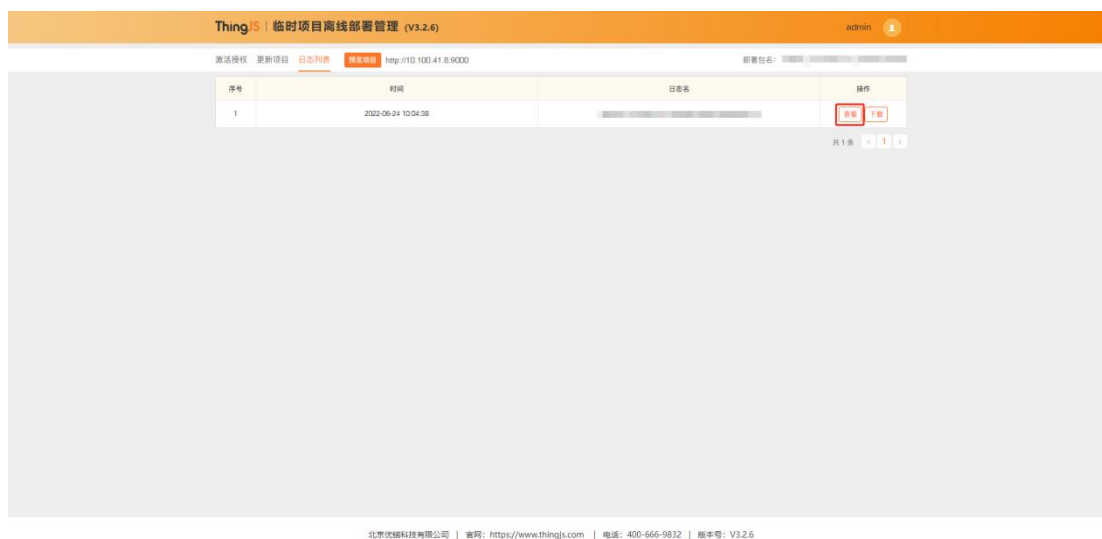 ThingJS | 临时项目离线部署管理 (V3.2.6) admin
激活授权 更新项目 日志列表 预览项目 http://10.100.41.8:9000 部署包名:
序号 时间 日志名 操作
1 2022-06-24 10:04:38 查看 下载
共 1 条 < 1 >
北京优锘科技有限公司 | 官网: https://www.thingjs.com | 电话: 400-666-9832 | 版本号: V3.2.6